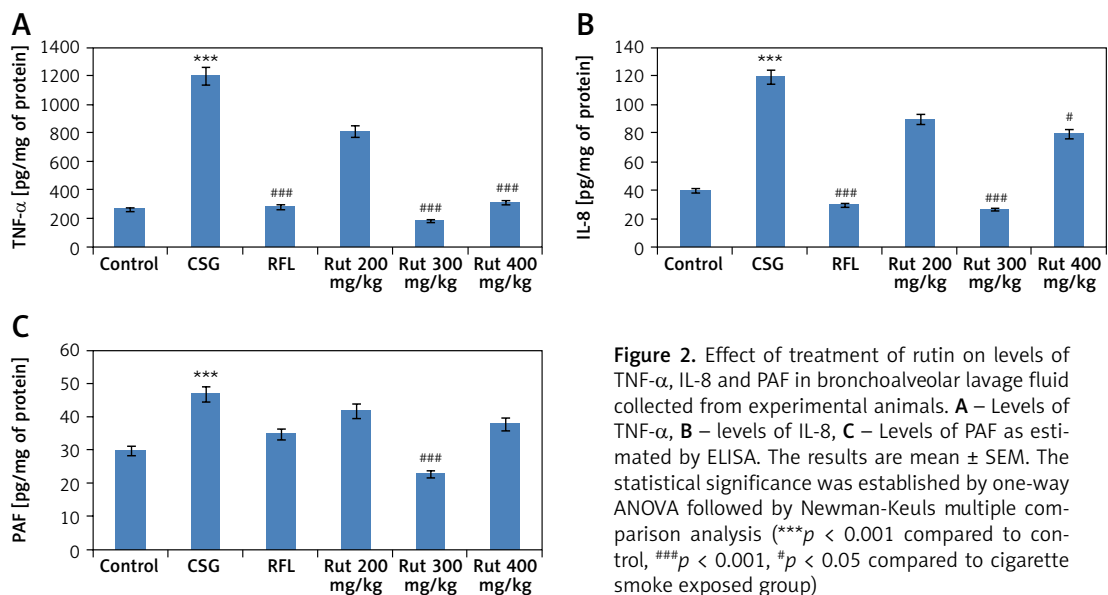 A
TNF-α [pg/mg of protein]
1400
1200
1000
800
600
400
200
0
***
###
###
###
Control CSG RFL Rut 200 Rut 300 Rut 400
mg/kg mg/kg mg/kg
B
IL-8 [pg/mg of protein]
140
120
100
80
60
40
20
0
***
###
###
#
Control CSG RFL Rut 200 Rut 300 Rut 400
mg/kg mg/kg mg/kg
C
PAF [pg/mg of protein]
60
50
40
30
20
10
0
***
###
Control CSG RFL Rut 200 Rut 300 Rut 400
mg/kg mg/kg mg/kg
Figure 2. Effect of treatment of rutin on levels of
TNF-α, IL-8 and PAF in bronchoalveolar lavage fluid
collected from experimental animals. A – Levels of
TNF-α, B – levels of IL-8, C – Levels of PAF as esti-
mated by ELISA. The results are mean ± SEM. The
statistical significance was established by one-way
ANOVA followed by Newman-Keuls multiple com-
parison analysis (***p < 0.001 compared to con-
trol, ###p < 0.001, #p < 0.05 compared to cigarette
smoke exposed group)